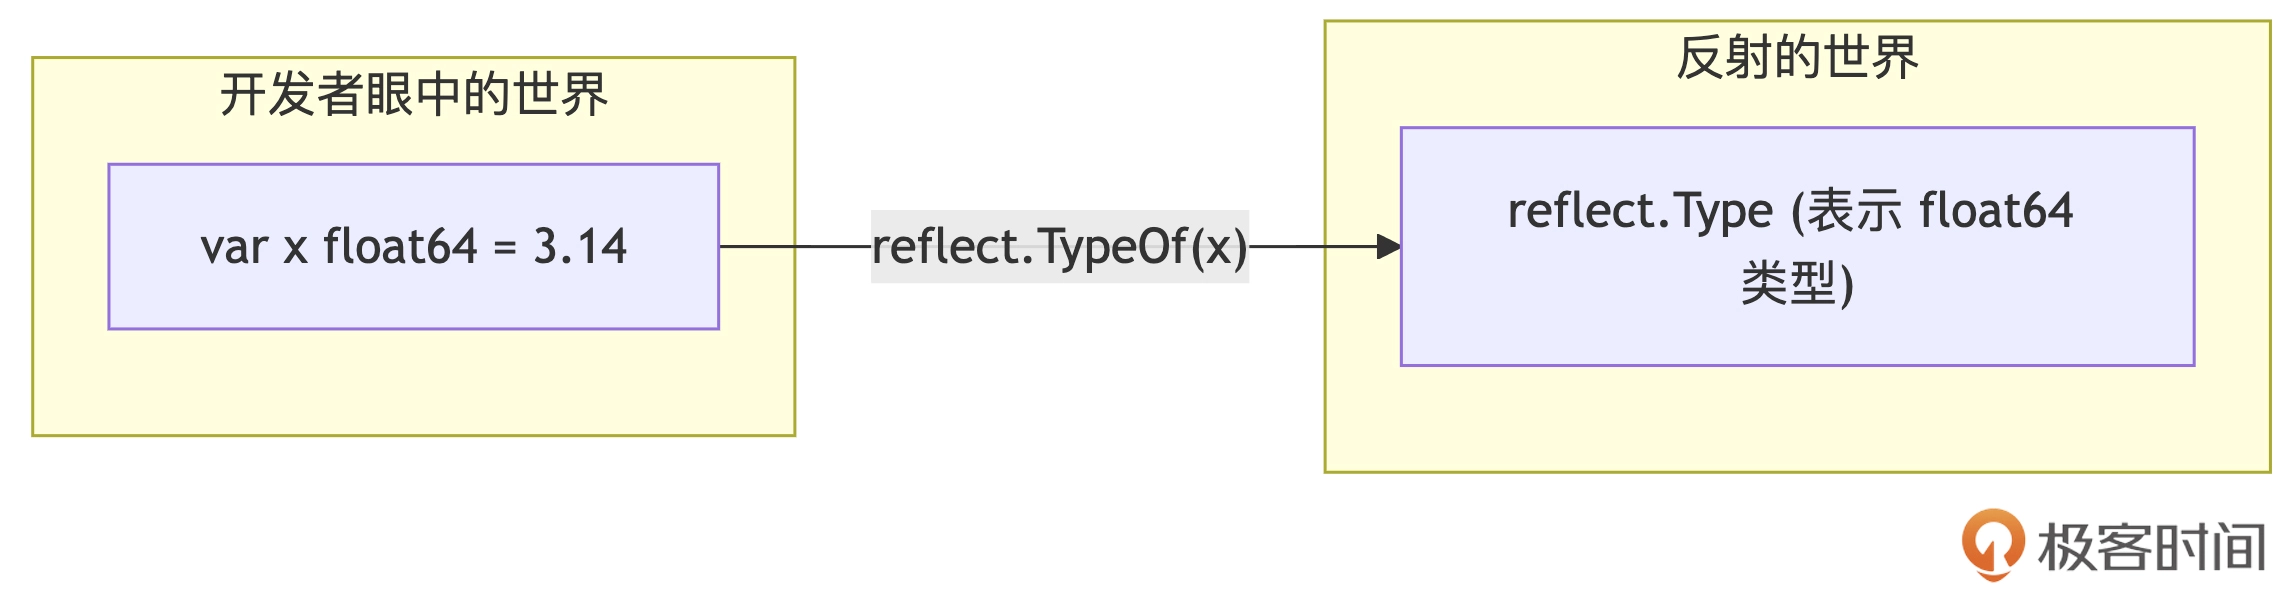 开发者眼中的世界
var x float64 = 3.14
reflect.TypeOf(x)
反射的世界
reflect.Type (表示 float64
类型)
极客时间